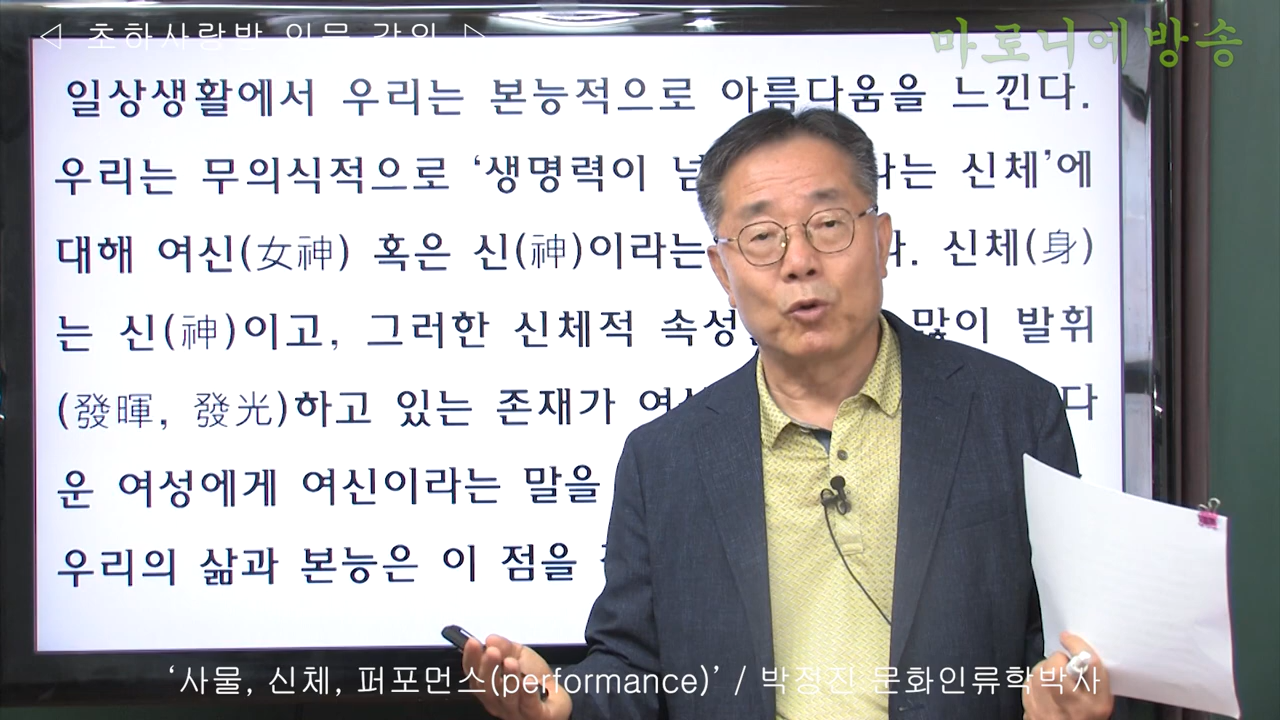 초하사랑방 인문 강의
마로니에방송
일상생활에서 우리는 본능적으로 아름다움을 느낀다.
우리는 무의식적으로 ‘생명력이 는 신체’에
대해 여신(女神) 혹은 신(神)이라는 . 신체(身)
는 신(神)이고, 그러한 신체적 많이 발휘
(發暉, 發光)하고 있는 존재가 다
운 여성에게 여신이라는 말을
우리의 삶과 본능은 이 점을
‘사물, 신체, 퍼포먼스(performance)’ / 박정진 문화인류학박사